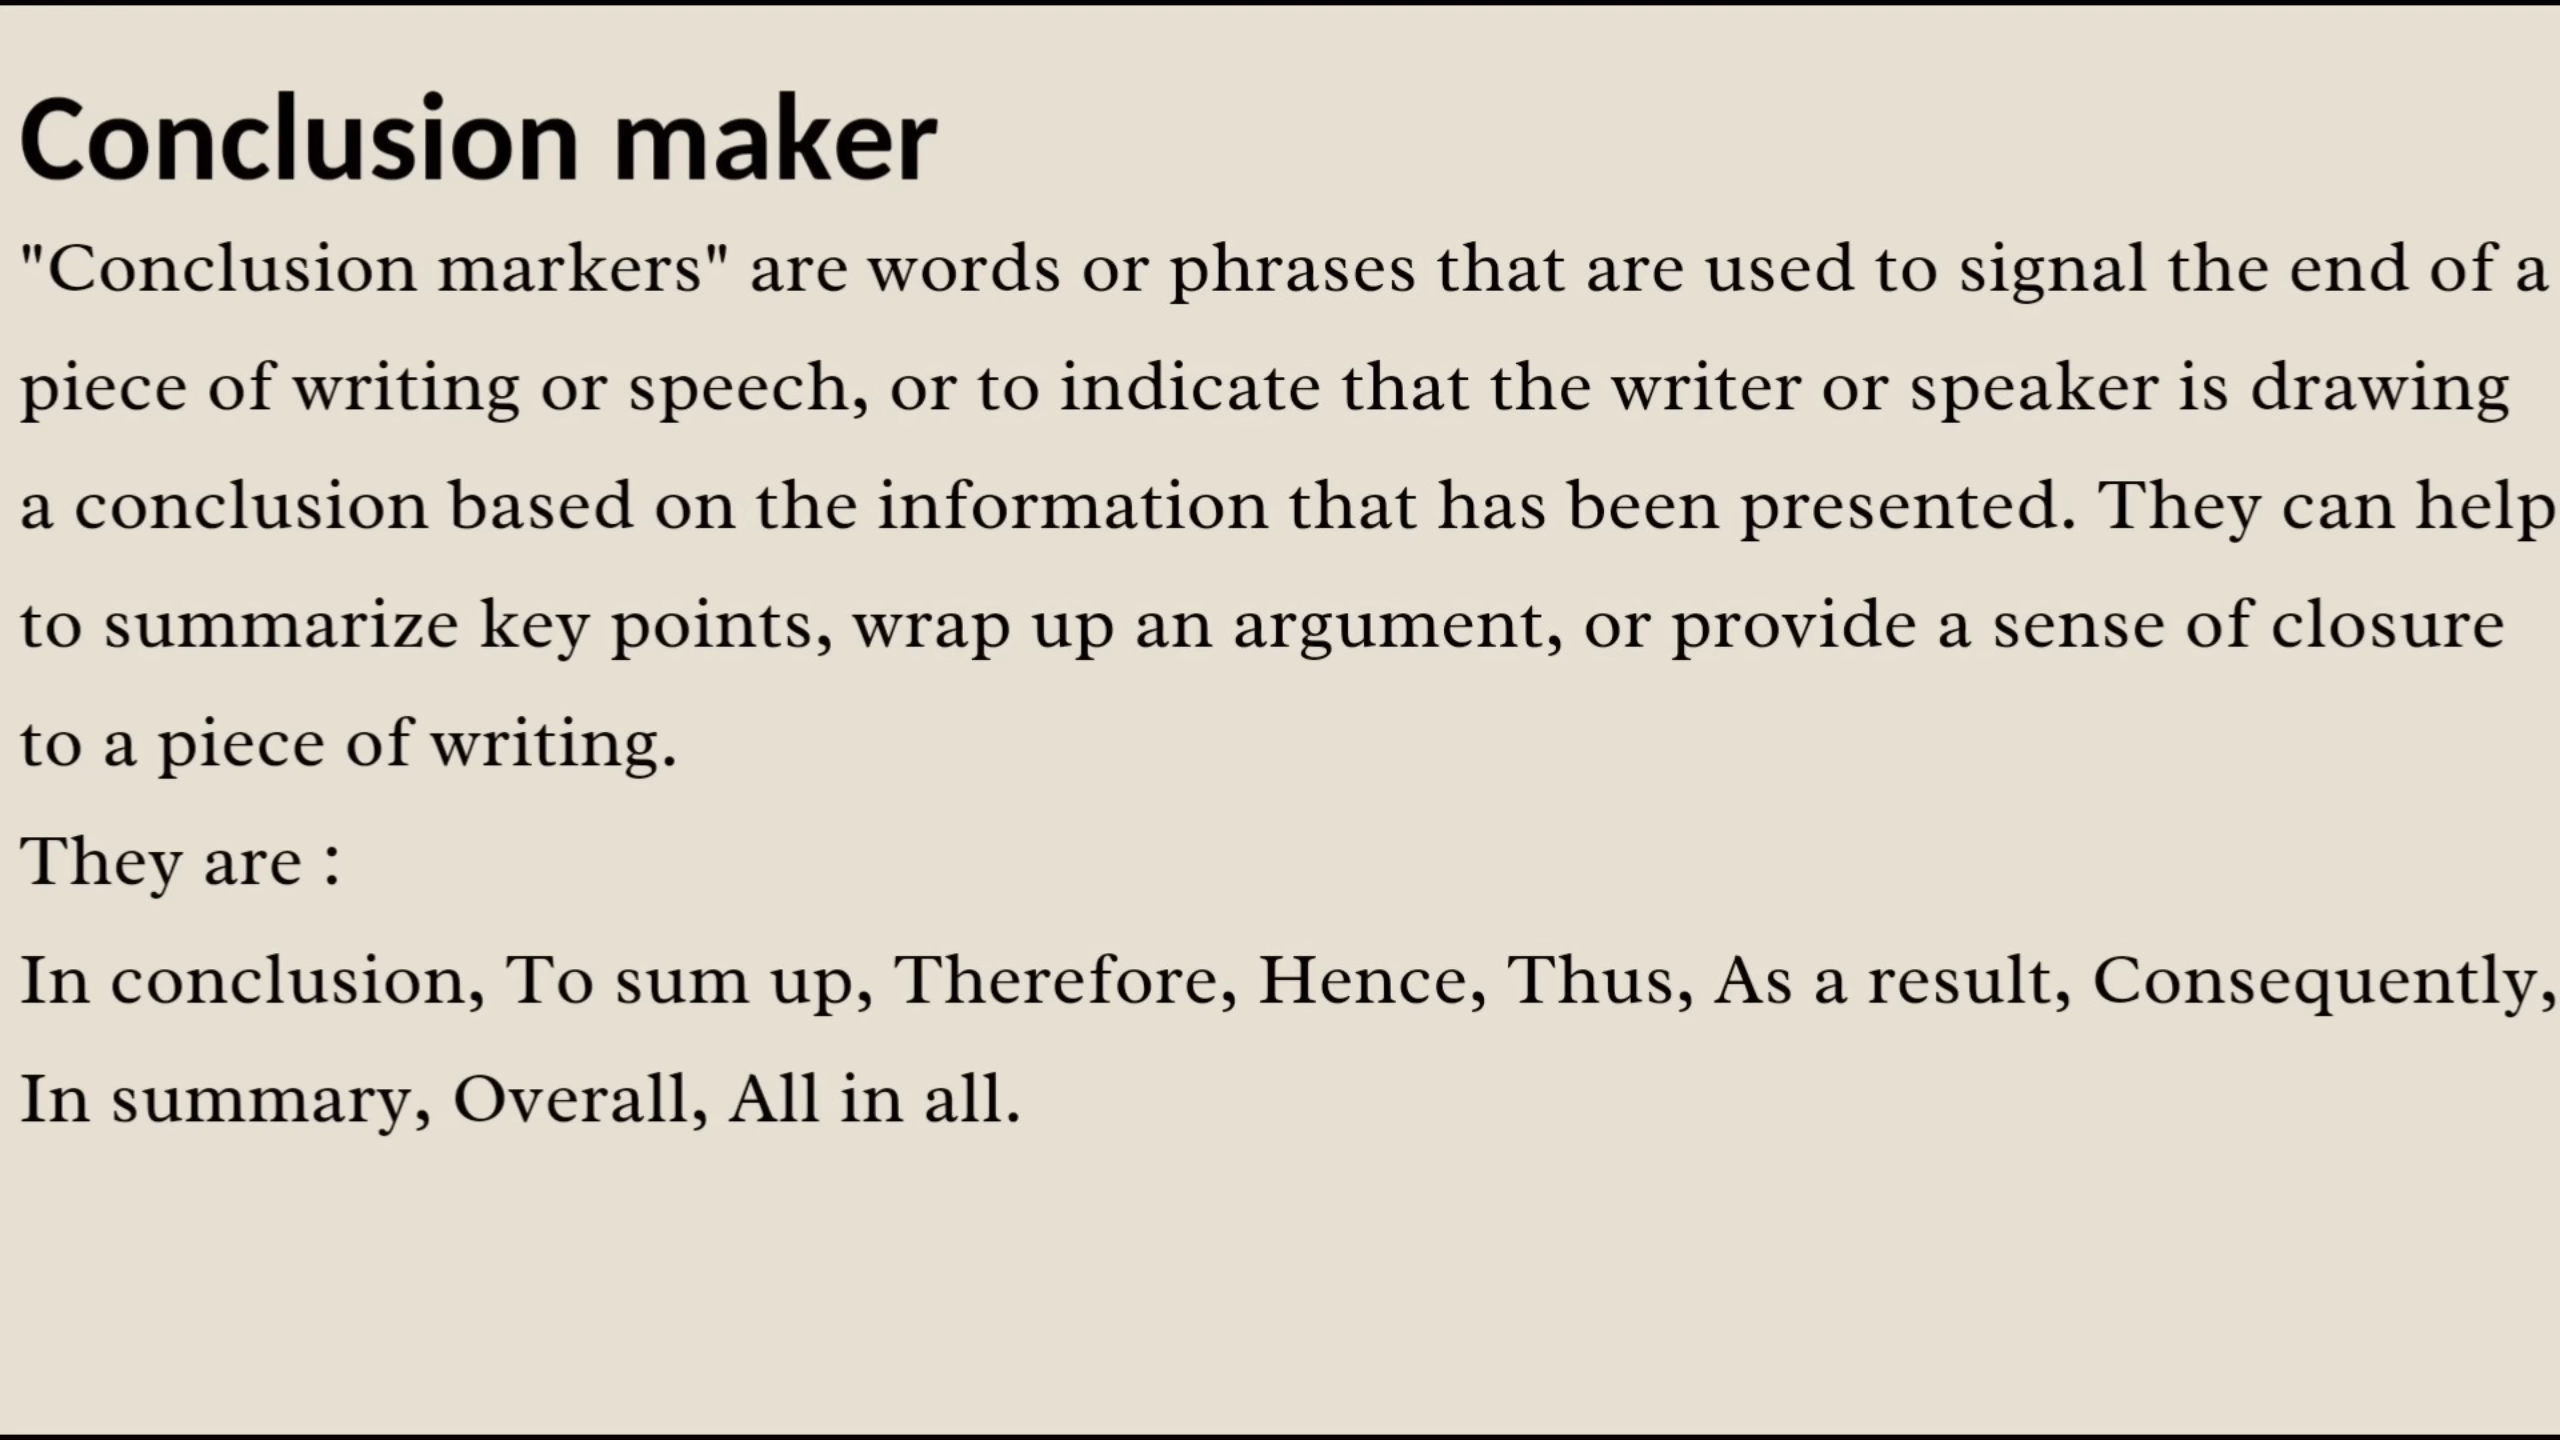 Conclusion maker
"Conclusion markers" are words or phrases that are used to signal the end of a
piece of writing or speech, or to indicate that the writer or speaker is drawing
a conclusion based on the information that has been presented. They can help
to summarize key points, wrap up an argument, or provide a sense of closure
to a piece of writing.
They are :
In conclusion, To sum up, Therefore, Hence, Thus, As a result, Consequently,
In summary, Overall, All in all.